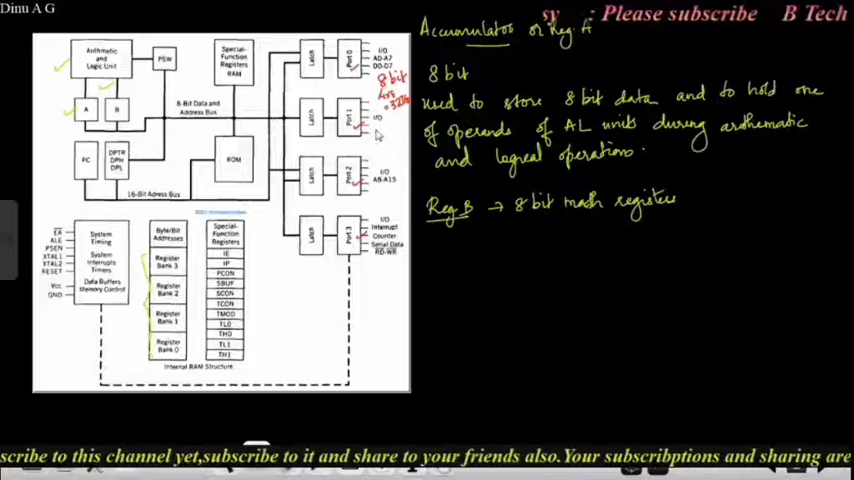 Dinu A G
sy : Please subscribe B Tech
Accumulator or Reg A
8 bit
used to store 8 bit data and to hold one
of operands of AL units during arthematic
and logical operations.
Reg B → 8 bit math registers
Arithmetic
and
Logic Unit
PSW
Special-
Function
Registers
RAM
Latch
Port 0
I/O
AD-A7
D0-D7
8 bit
A
B
8-Bit Data and
Address Bus
Latch
Port 1
I/O
PC
DPTR
DPH
DPL
ROM
Latch
Port 2
I/O
A8-A15
16-Bit Adress Bus
Latch
Port 3
I/O
Interrupt
Counter
Serial Data
RD-WR
EA
ALE
PSEN
XTAL1
XTAL2
RESET
Vcc
GND
System
Timing
System
Interrupts
Timers
Data Buffers
Memory Control
Byte/Bit
Addresses
Register
Bank 3
Register
Bank 2
Register
Bank 1
Register
Bank 0
Special-
Function
Registers
IE
IP
PCON
SBUF
SCON
TCON
TMOD
TL0
TH0
TL1
TH1
Internal RAM Structure
scribe to this channel yet,subscribe to it and share to your friends also.Your subscribptions and sharing are